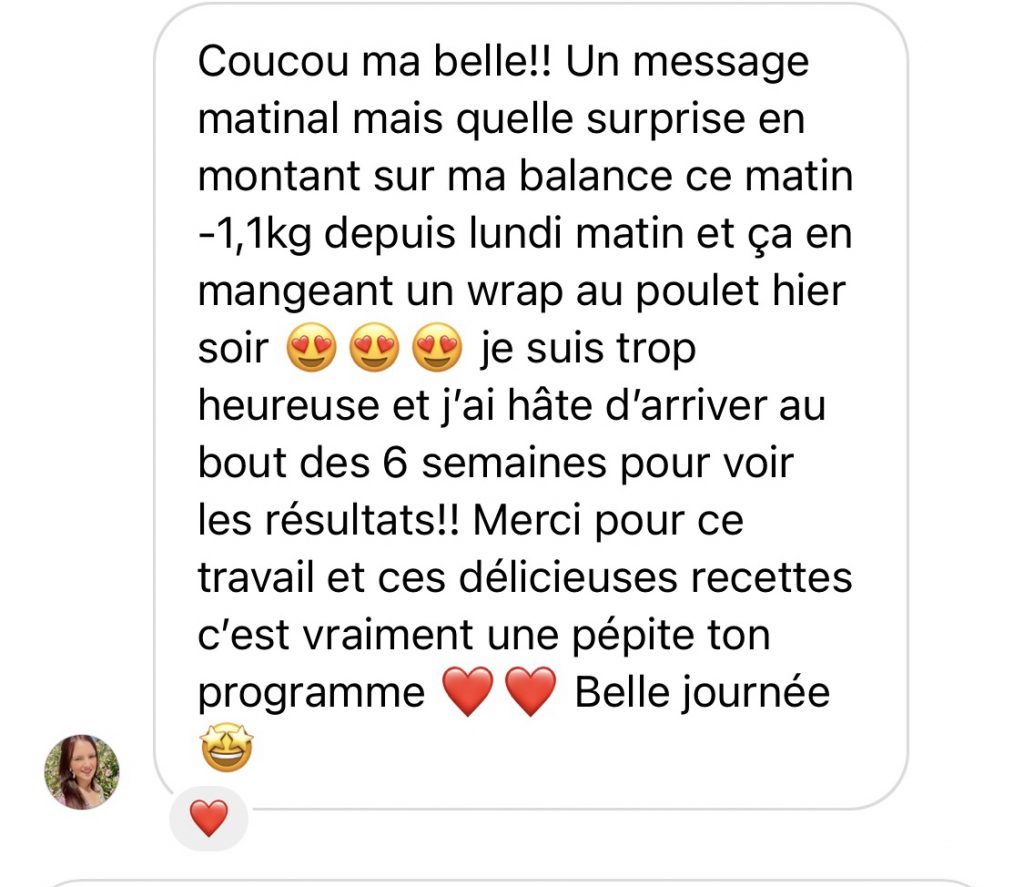 Coucou ma belle!! Un message
matinal mais quelle surprise en
montant sur ma balance ce matin
-1,1kg depuis lundi matin et ça en
mangeant un wrap au poulet hier
soir 😍 😍 😍 je suis trop
heureuse et j’ai hâte d’arriver au
bout des 6 semaines pour voir
les résultats!! Merci pour ce
travail et ces délicieuses recettes
c’est vraiment une pépite ton
programme ❤️ ❤️ Belle journée
🤩